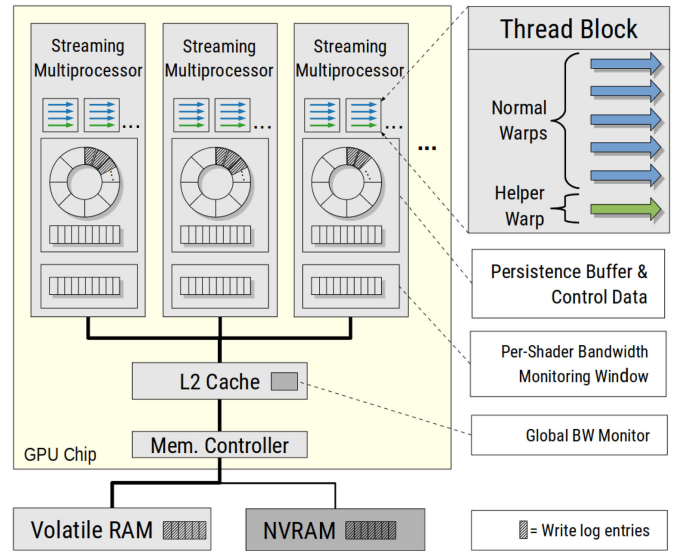 Streaming
Multiprocessor
Streaming
Multiprocessor
Streaming
Multiprocessor
...
...
...
...
Thread Block
Normal
Warps
Helper
Warp
Persistence Buffer &
Control Data
Per-Shader Bandwidth
Monitoring Window
L2 Cache
Global BW Monitor
Mem. Controller
GPU Chip
Volatile RAM
NVRAM
= Write log entries